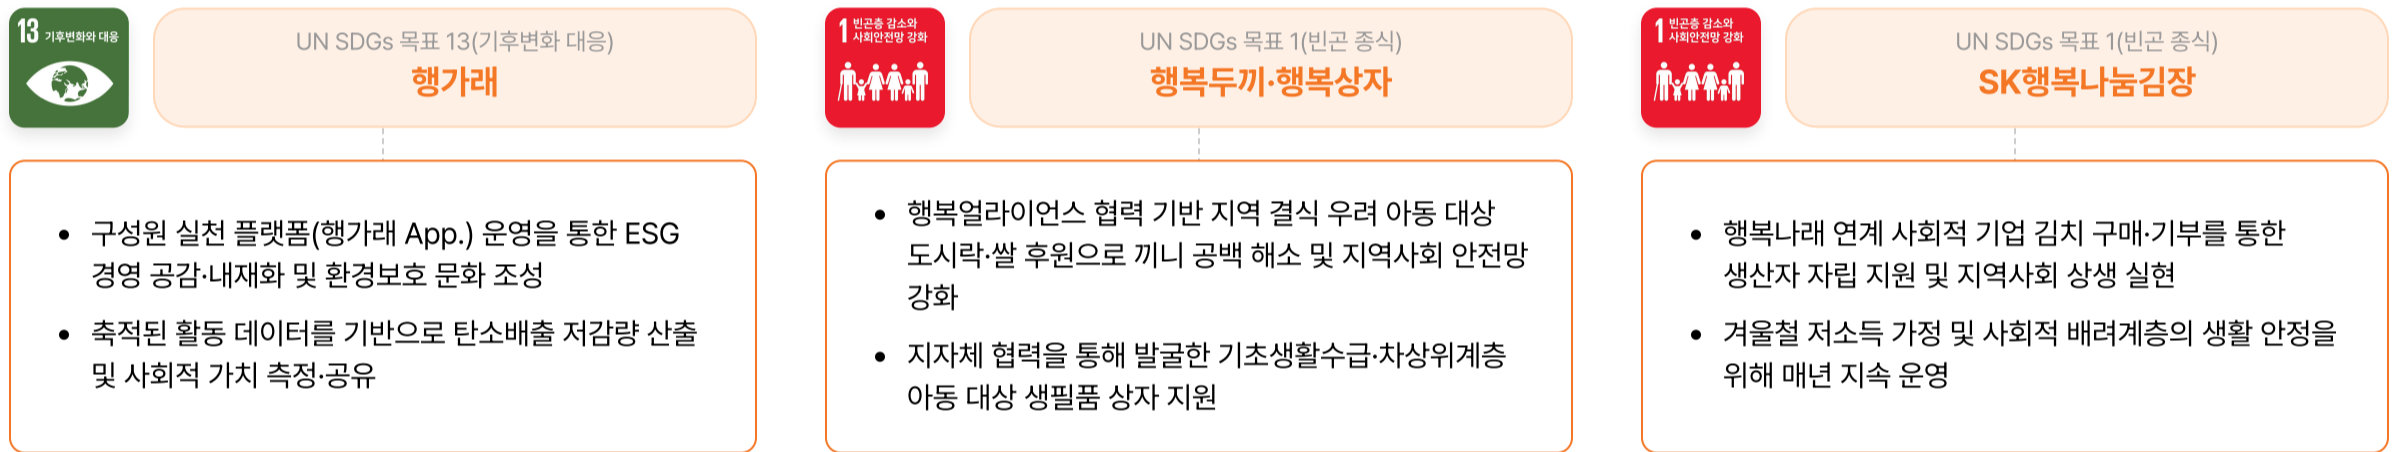 13 기후변화와 대응
UN SDGs 목표 13(기후변화 대응)
행가래
• 구성원 실천 플랫폼(행가래 App.) 운영을 통한 ESG
경영 공감·내재화 및 환경보호 문화 조성
• 축적된 활동 데이터를 기반으로 탄소배출 저감량 산출
및 사회적 가치 측정·공유
1 빈곤층 감소와
사회안전망 강화
UN SDGs 목표 1(빈곤 종식)
행복두끼·행복상자
• 행복얼라이언스 협력 기반 지역 결식 우려 아동 대상
도시락·쌀 후원으로 끼니 공백 해소 및 지역사회 안전망
강화
• 지자체 협력을 통해 발굴한 기초생활수급·차상위계층
아동 대상 생필품 상자 지원
1 빈곤층 감소와
사회안전망 강화
UN SDGs 목표 1(빈곤 종식)
SK행복나눔김장
• 행복나래 연계 사회적 기업 김치 구매·기부를 통한
생산자 자립 지원 및 지역사회 상생 실현
• 겨울철 저소득 가정 및 사회적 배려계층의 생활 안정을
위해 매년 지속 운영